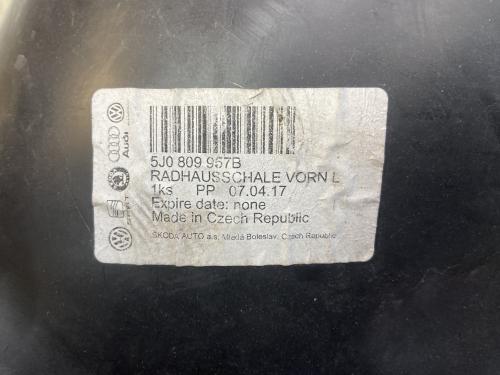 5J0 809 957B
RADHAUSSCHALE VORN L
1ks PP 07.04.17
Expire date: none
Made in Czech Republic
ŠKODA AUTO a.s. Mladá Boleslav, Czech Republic
Audi
SEAT